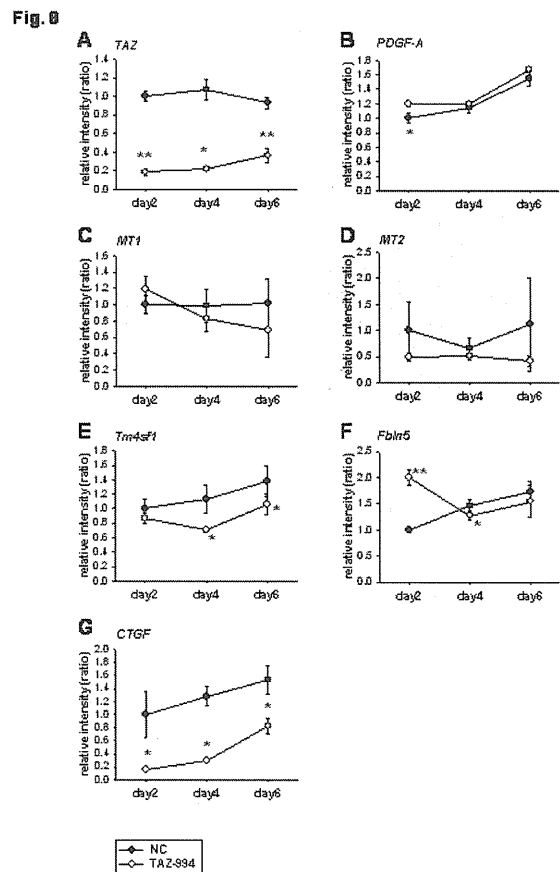 Fig. 8
A
TAZ
relative intensity (ratio)
1.4
1.2
1.0
0.8
0.6
0.4
0.2
0.0
**
*
**
day2 day4 day6
B
PDGF-A
relative intensity (ratio)
1.8
1.6
1.4
1.2
1.0
0.8
0.6
0.4
0.2
0.0
*
day2 day4 day6
C
MT1
relative intensity (ratio)
1.6
1.4
1.2
1.0
0.8
0.6
0.4
0.2
0.0
day2 day4 day6
D
MT2
relative intensity (ratio)
2.5
2.0
1.5
1.0
0.5
0.0
day2 day4 day6
E
Tm4sf1
relative intensity (ratio)
1.8
1.6
1.4
1.2
1.0
0.8
0.6
0.4
0.2
0.0
*
*
day2 day4 day6
F
Fbln5
relative intensity (ratio)
2.5
2.0
1.5
1.0
0.5
0.0
**
*
day2 day4 day6
G
CTGF
relative intensity (ratio)
2.0
1.8
1.6
1.4
1.2
1.0
0.8
0.6
0.4
0.2
0.0
*
*
*
day2 day4 day6
NC
TAZ-994